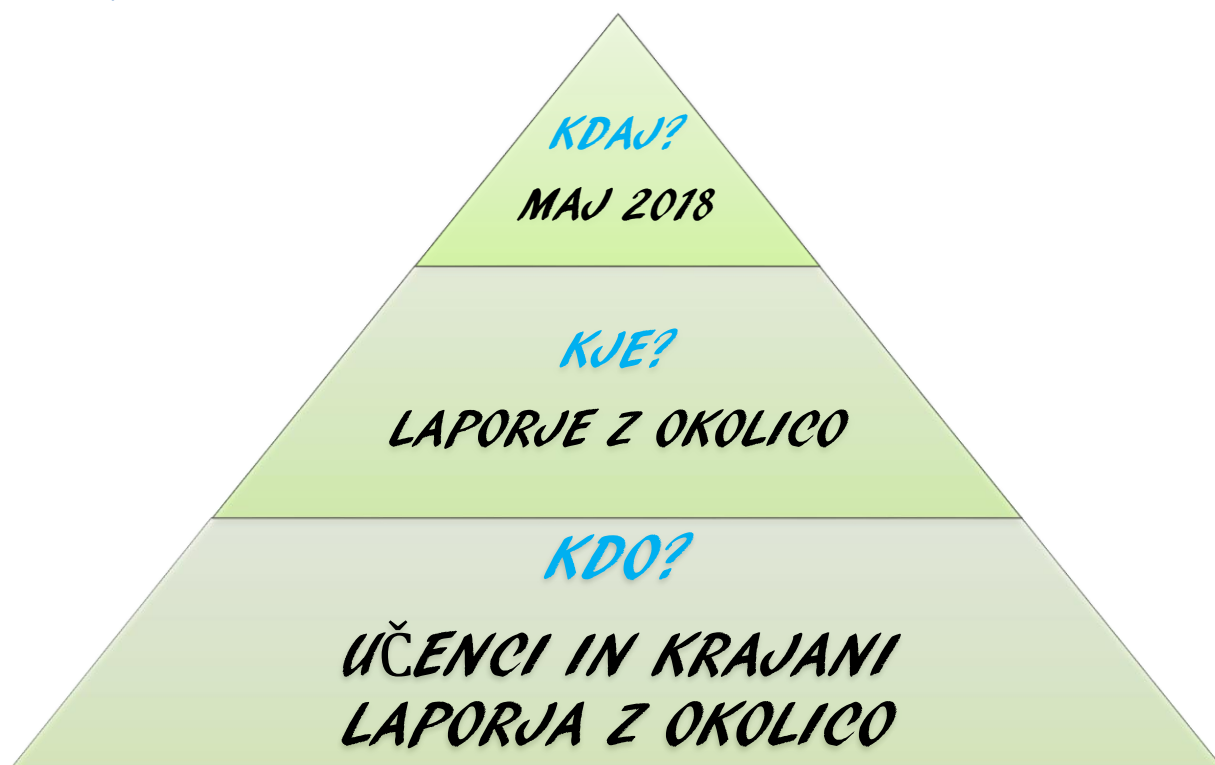 KDAJ?
MAJ 2018
KJE?
LAPORJE Z OKOLICO
KDO?
UČENCI IN KRAJANI
LAPORJA Z OKOLICO